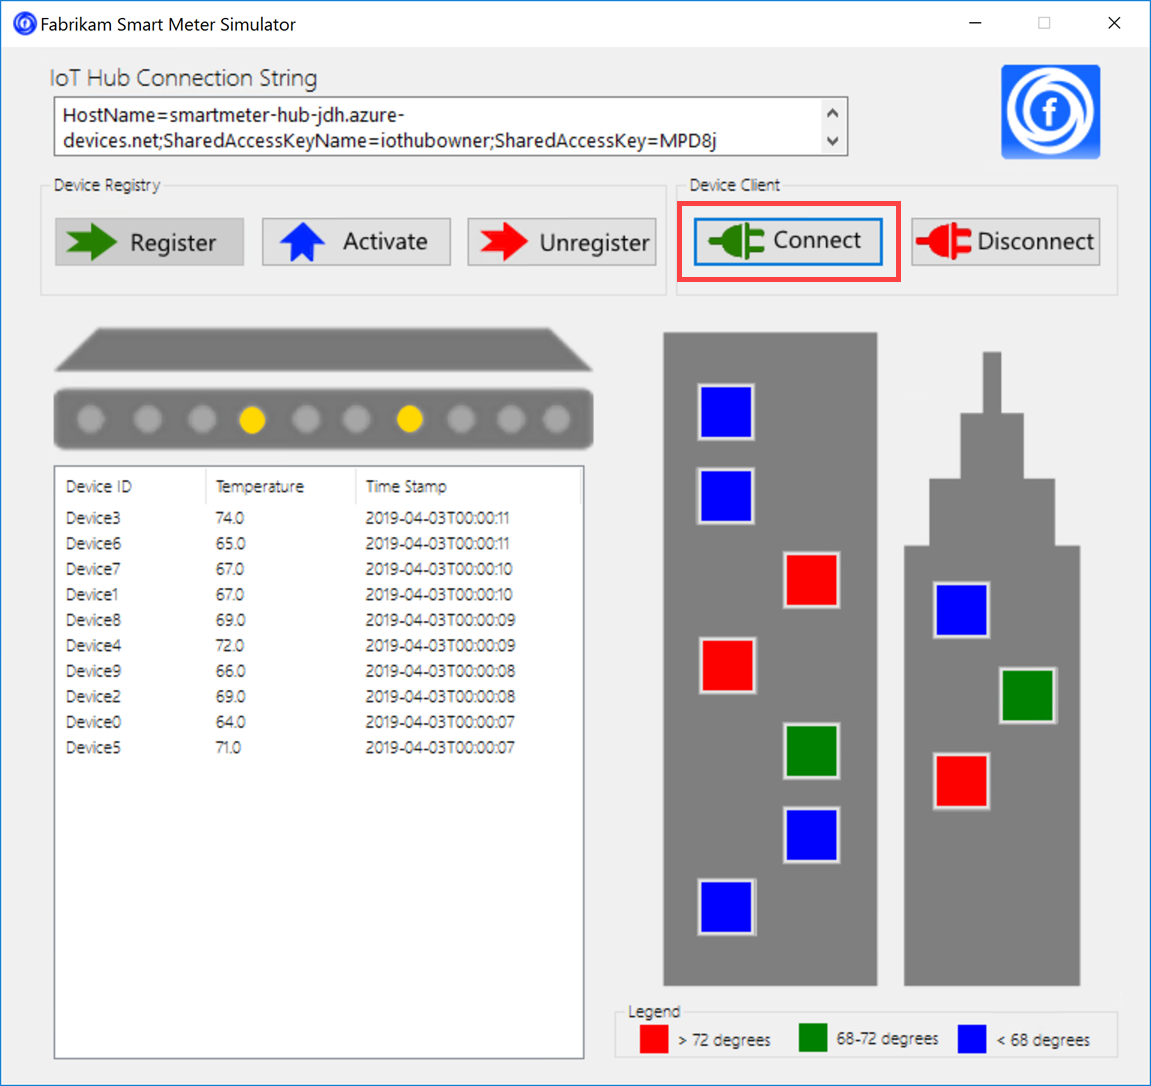 Fabrikam Smart Meter Simulator
IoT Hub Connection String
HostName=smartmeter-hub-jdh.azure-
devices.net;SharedAccessKeyName=iothubowner;SharedAccessKey=MPD8j
f
Device Registry
Device Client
Register
Activate
Unregister
Connect
Disconnect
Device ID Temperature Time Stamp
Device3 74.0 2019-04-03T00:00:11
Device6 65.0 2019-04-03T00:00:11
Device7 67.0 2019-04-03T00:00:10
Device1 67.0 2019-04-03T00:00:10
Device8 69.0 2019-04-03T00:00:09
Device4 72.0 2019-04-03T00:00:09
Device9 66.0 2019-04-03T00:00:08
Device2 69.0 2019-04-03T00:00:08
Device0 64.0 2019-04-03T00:00:07
Device5 71.0 2019-04-03T00:00:07
Legend
> 72 degrees
68-72 degrees
< 68 degrees